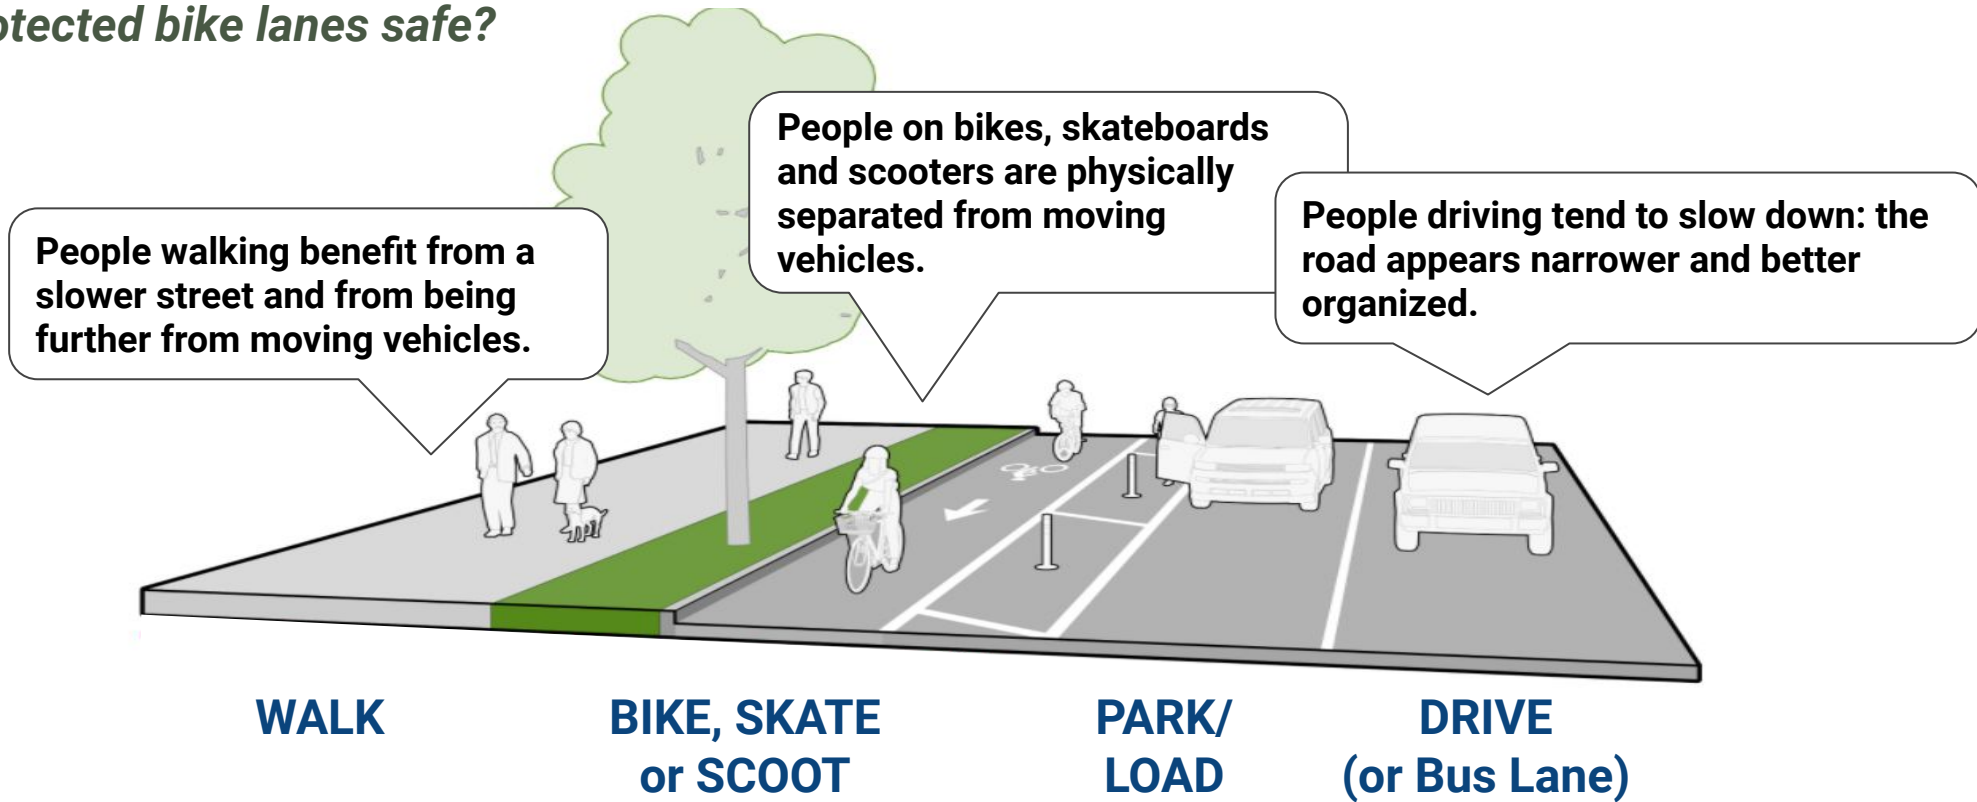 otected bike lanes safe?
People on bikes, skateboards
and scooters are physically
separated from moving
vehicles.
People driving tend to slow down: the
road appears narrower and better
organized.
People walking benefit from a
slower street and from being
further from moving vehicles.
WALK
BIKE, SKATE
or SCOOT
PARK/
LOAD
DRIVE
(or Bus Lane)